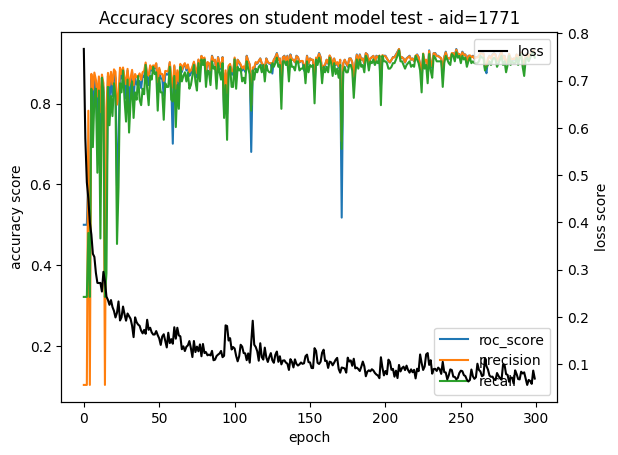 Accuracy scores on student model test - aid=1771
loss
accuracy score
0.8
0.6
0.4
0.2
0.8
0.7
0.6
0.5
0.4
0.3
0.2
0.1
loss score
roc_score
precision
recall
0 50 100 150 200 250 300
epoch